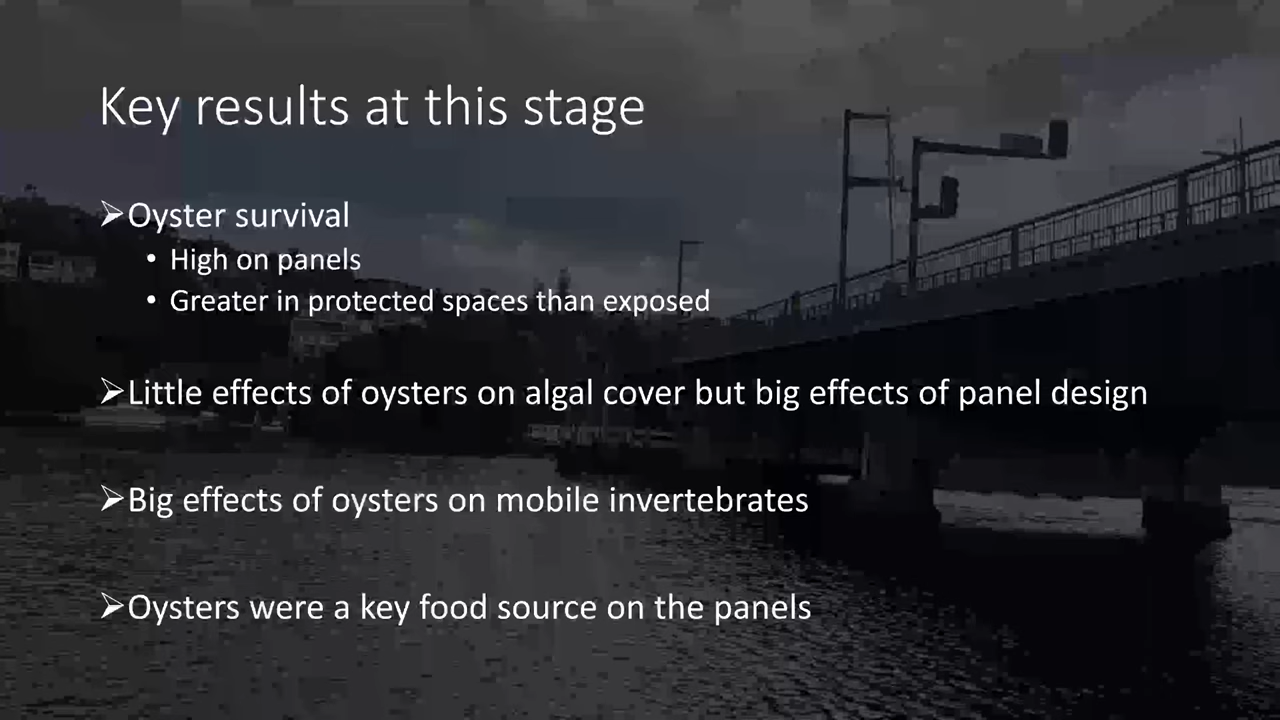 Key results at this stage
➢Oyster survival
• High on panels
• Greater in protected spaces than exposed
➢Little effects of oysters on algal cover but big effects of panel design
➢Big effects of oysters on mobile invertebrates
➢Oysters were a key food source on the panels